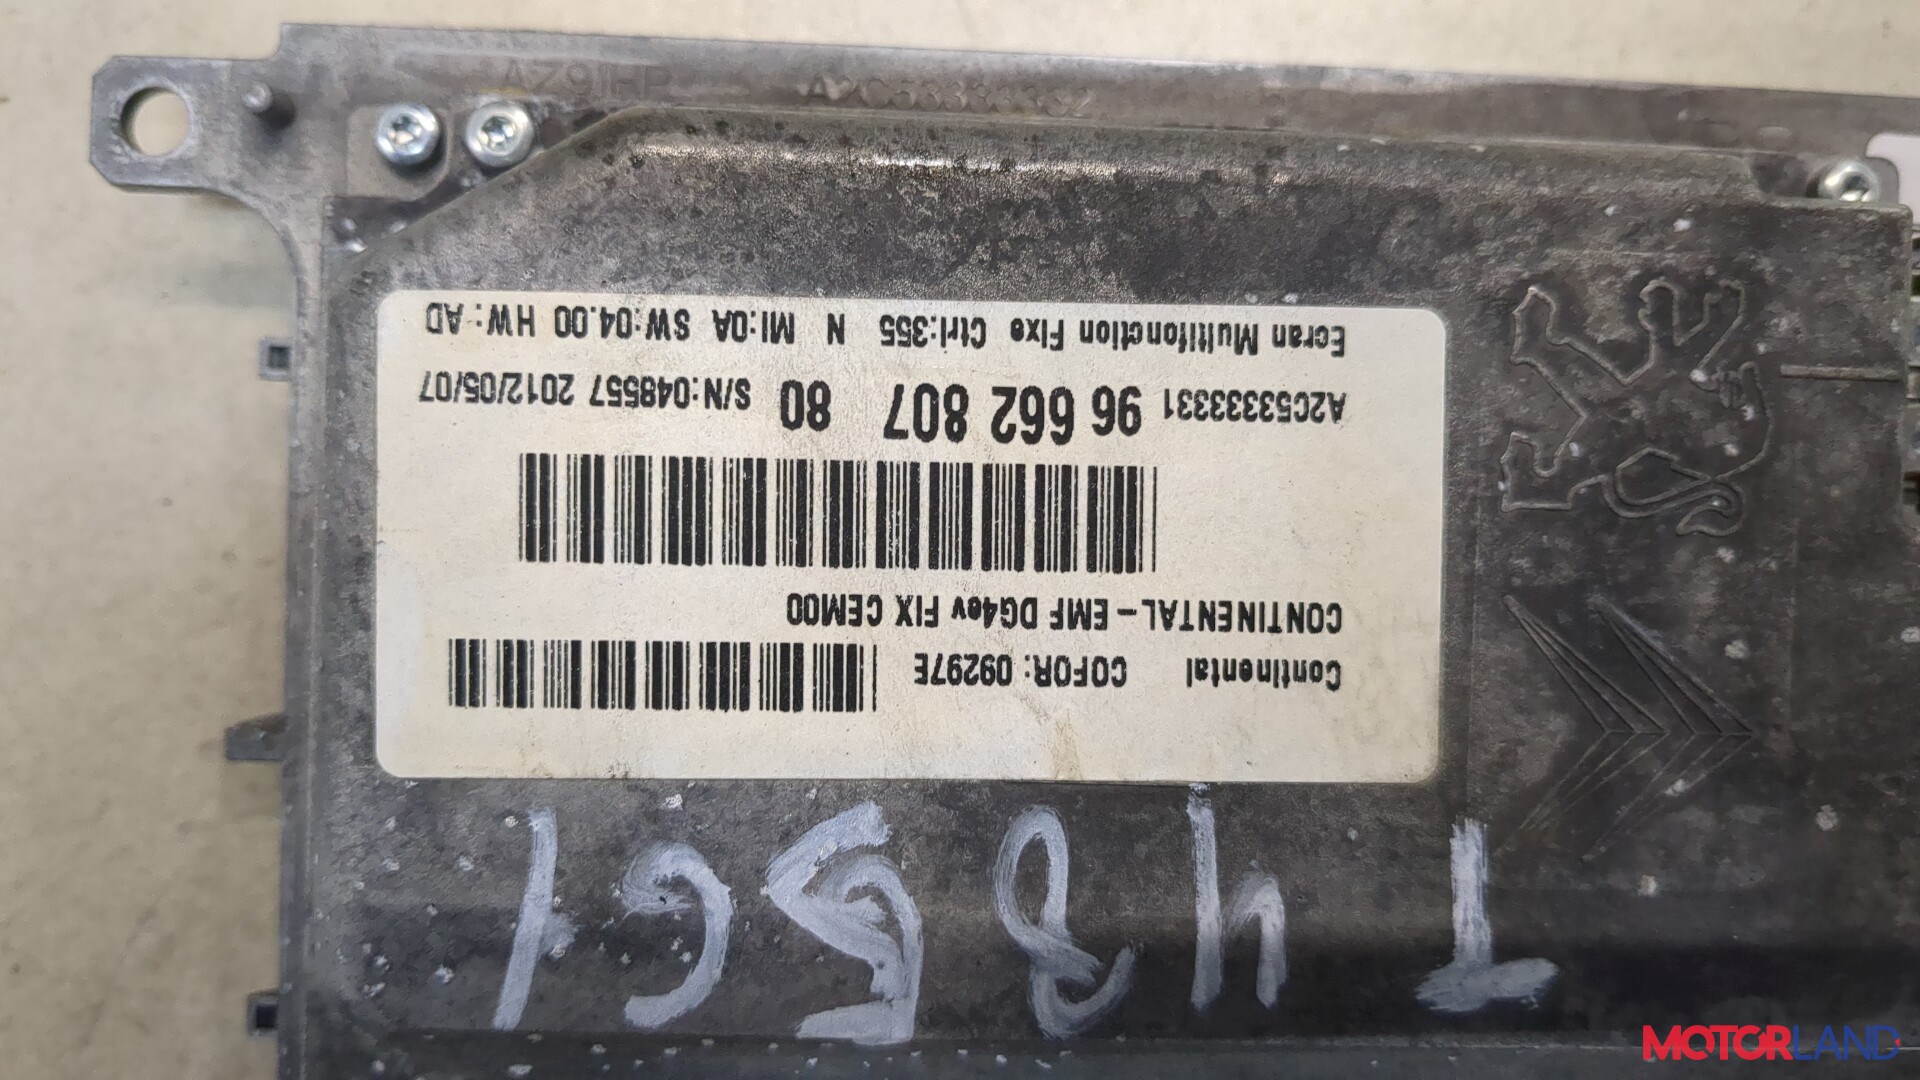 Continental COFOR: 09297E
CONTINENTAL-EMF DG4ev FIX CEM00
A2C53333331 96 662 807 80 S/N:048557 2012/05/07
Ecran Multifonction Fixe Ctrl:355 N MI:0A SW:04.00 HW:AD
T48561
AZ91HP A2C53333332
MOTORLAND